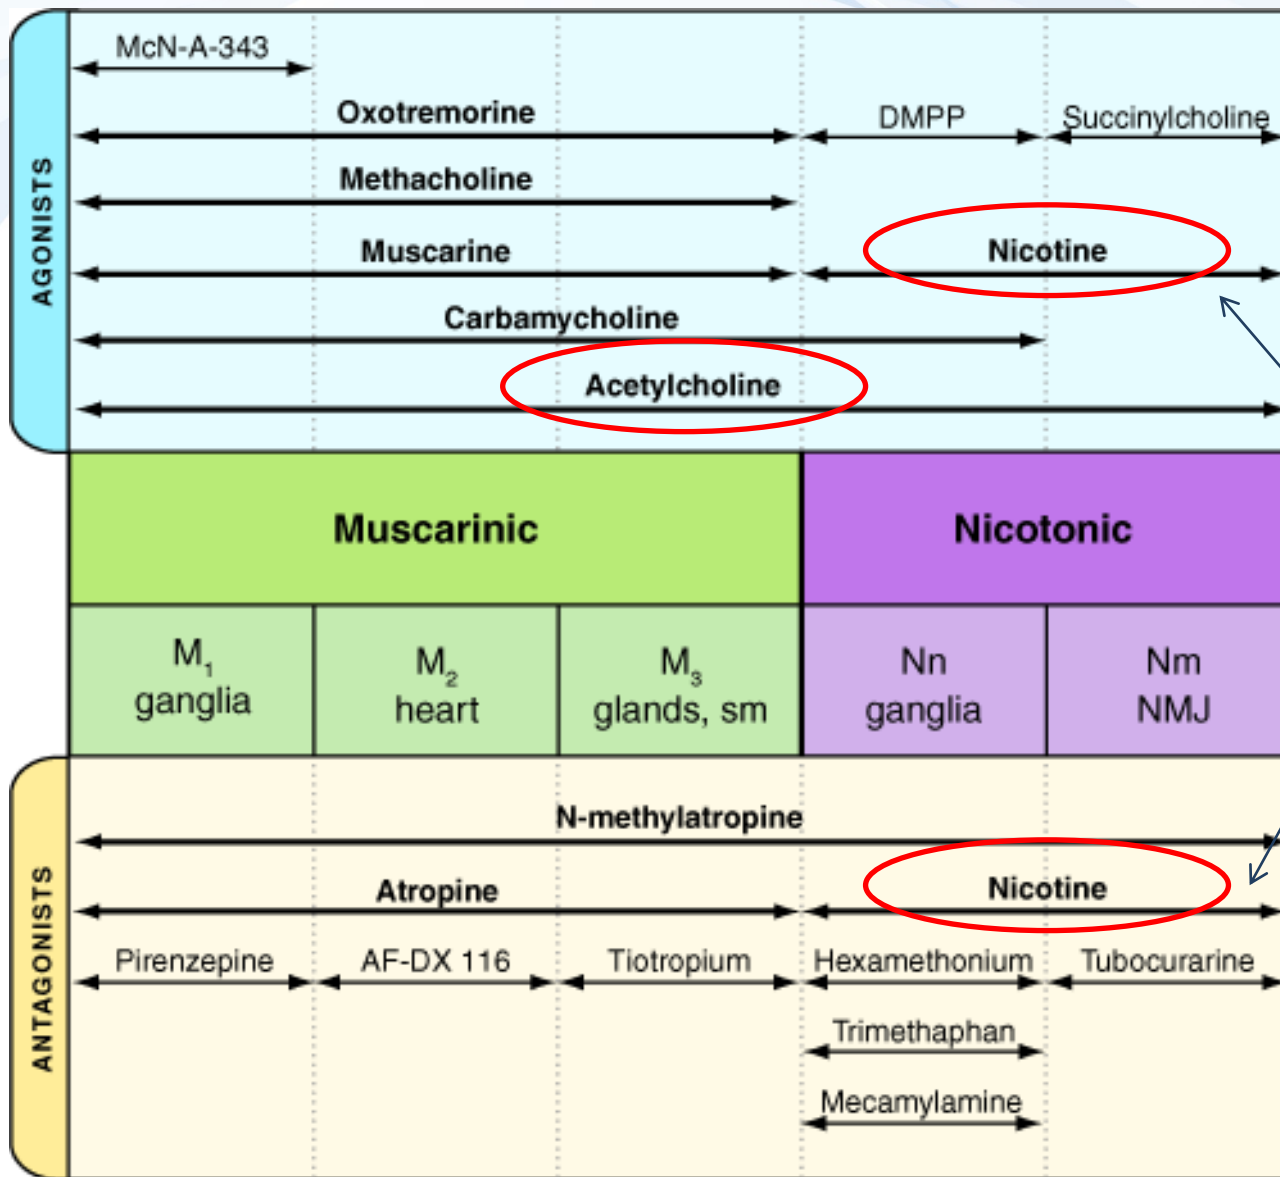 AGONISTS
McN-A-343
Oxotremorine
DMPP
Succinylcholine
Methacholine
Muscarine
Nicotine
Carbamycholine
Acetylcholine
Muscarinic
Nicotonic
M₁
ganglia
M₂
heart
M₃
glands, sm
Nn
ganglia
Nm
NMJ
ANTAGONISTS
N-methylatropine
Atropine
Nicotine
Pirenzepine
AF-DX 116
Tiotropium
Hexamethonium
Tubocurarine
Trimethaphan
Mecamylamine